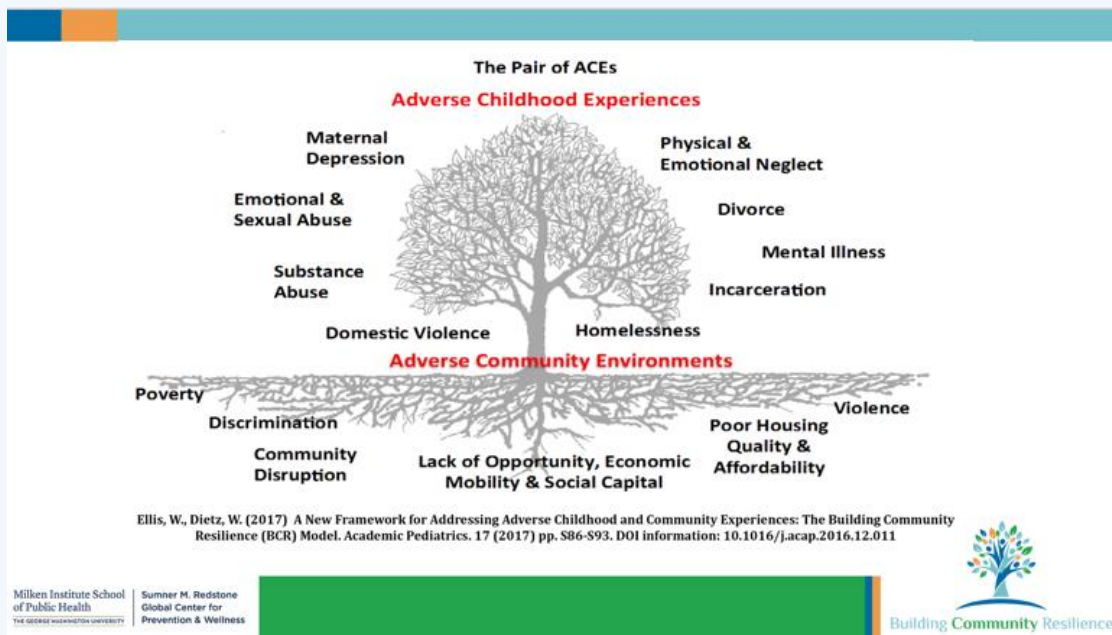 The Pair of ACEs
Adverse Childhood Experiences
Maternal
Depression
Physical &
Emotional Neglect
Emotional &
Sexual Abuse
Divorce
Mental Illness
Substance
Abuse
Incarceration
Domestic Violence
Homelessness
Adverse Community Environments
Poverty
Violence
Discrimination
Poor Housing
Quality &
Affordability
Community
Disruption
Lack of Opportunity, Economic
Mobility & Social Capital
Ellis, W., Dietz, W. (2017) A New Framework for Addressing Adverse Childhood and Community Experiences: The Building Community
Resilience (BCR) Model. Academic Pediatrics. 17 (2017) pp. S86-S93. DOI information: 10.1016/j.acap.2016.12.011
Milken Institute School
of Public Health
THE GEORGE WASHINGTON UNIVERSITY
Sumner M. Redstone
Global Center for
Prevention & Wellness
Building Community Resilience